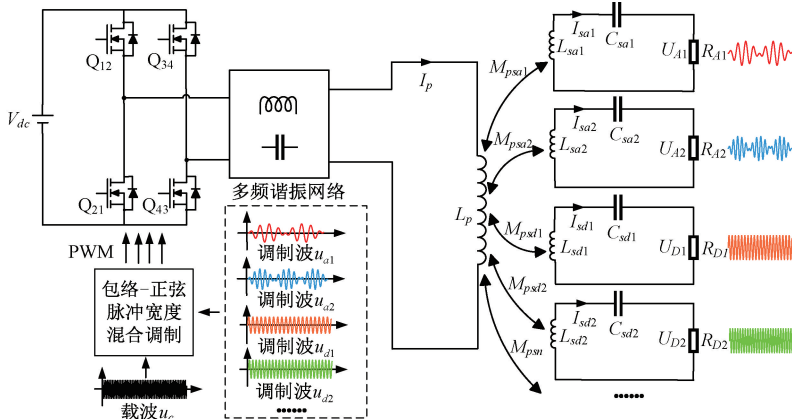 Q12
Q34
Vdc
Q21
Q43
多频谐振网络
PWM
包络-正弦
脉冲宽度
混合调制
载波uc
调制波ua1
调制波ua2
调制波ud1
调制波ud2
......
Ip
Lp
Mpsa1
Mpsa2
Mpsd1
Mpsd2
Mpsn
Isa1
Csa1
Lsa1
UA1
RA1
Isa2
Csa2
Lsa2
UA2
RA2
Isd1
Csd1
Lsd1
UD1
RD1
Isd2
Csd2
Lsd2
UD2
RD2
......